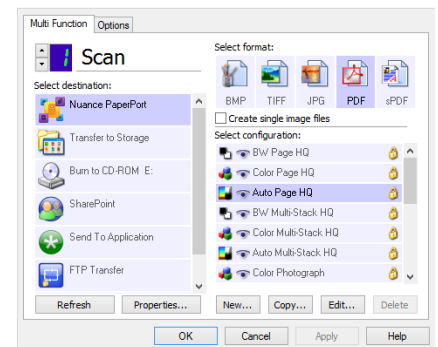 Multi Function Options
1 Scan
Select destination:
Nuance PaperPort
Transfer to Storage
Burn to CD-ROM E:
SharePoint
Send To Application
FTP Transfer
Refresh Properties...
Select format:
BMP TIFF JPG PDF sPDF
Create single image files
Select configuration:
BW Page HQ
Color Page HQ
Auto Page HQ
BW Multi-Stack HQ
Color Multi-Stack HQ
Auto Multi-Stack HQ
Color Photograph
New... Copy... Edit... Delete
OK Cancel Apply Help